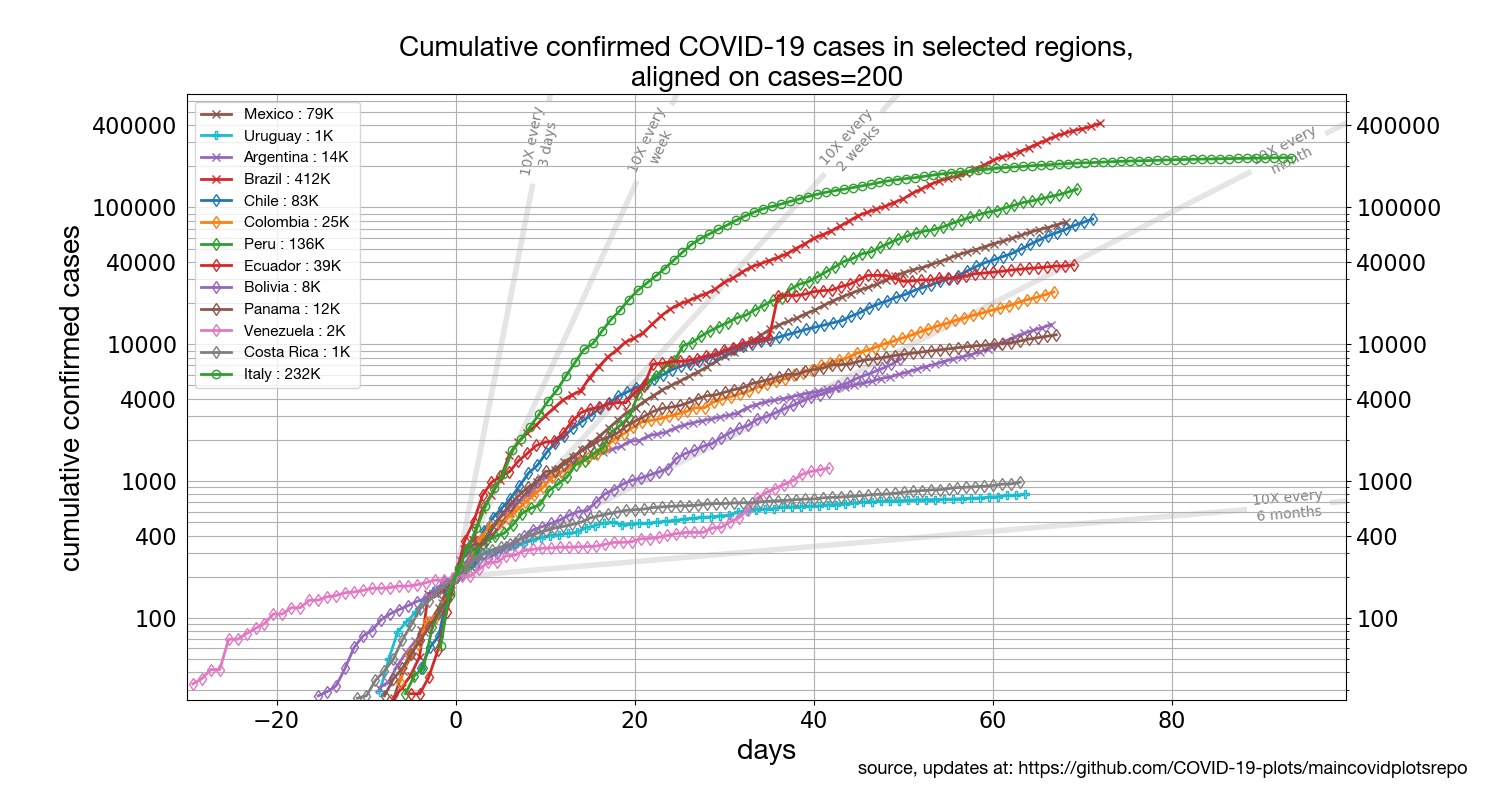 Cumulative confirmed COVID-19 cases in selected regions,
aligned on cases=200
Mexico : 79K
Uruguay : 1K
Argentina : 14K
Brazil : 412K
Chile : 83K
Colombia : 25K
Peru : 136K
Ecuador : 39K
Bolivia : 8K
Panama : 12K
Venezuela : 2K
Costa Rica : 1K
Italy : 232K
10X every
3 days
10X every
week
10X every
2 weeks
10X every
month
10X every
6 months
cumulative confirmed cases
400000
100000
40000
10000
4000
1000
400
100
400000
100000
40000
10000
4000
1000
400
100
−20 0 20 40 60 80
days
source, updates at: https://github.com/COVID-19-plots/maincovidplotsrepo